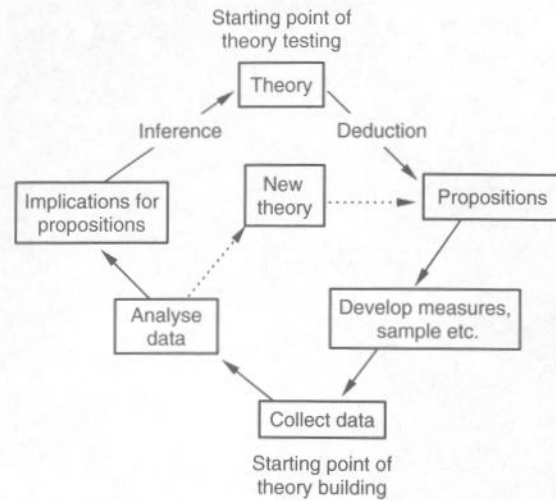 Starting point of
theory testing
Theory
Inference
Deduction
New
theory
Implications for
propositions
Propositions
Analyse
data
Develop measures,
sample etc.
Collect data
Starting point of
theory building